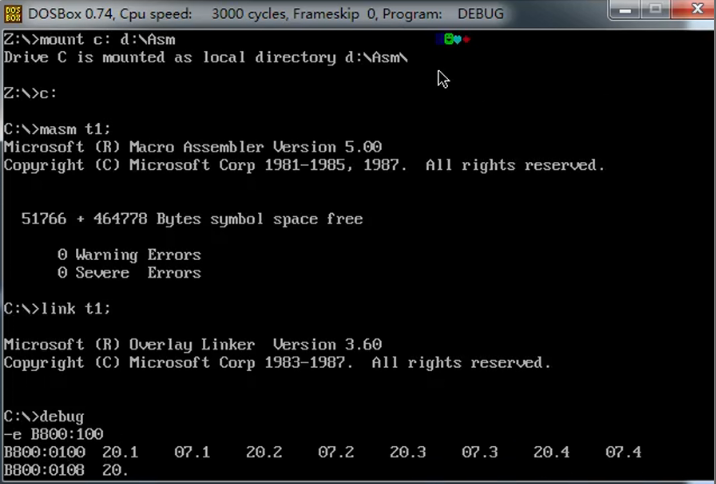 DOSBox 0.74, Cpu speed: 3000 cycles, Frameskip 0, Program: DEBUG
Z:\>mount c: d:\Asm
Drive C is mounted as local directory d:\Asm\
Z:\>c:
C:\>masm t1;
Microsoft (R) Macro Assembler Version 5.00
Copyright (C) Microsoft Corp 1981-1985, 1987. All rights reserved.
51766 + 464778 Bytes symbol space free
0 Warning Errors
0 Severe Errors
C:\>link t1;
Microsoft (R) Overlay Linker Version 3.60
Copyright (C) Microsoft Corp 1983-1987. All rights reserved.
C:\>debug
-e B800:100
B800:0100 20.1 07.1 20.2 07.2 20.3 07.3 20.4 07.4
B800:0108 20.